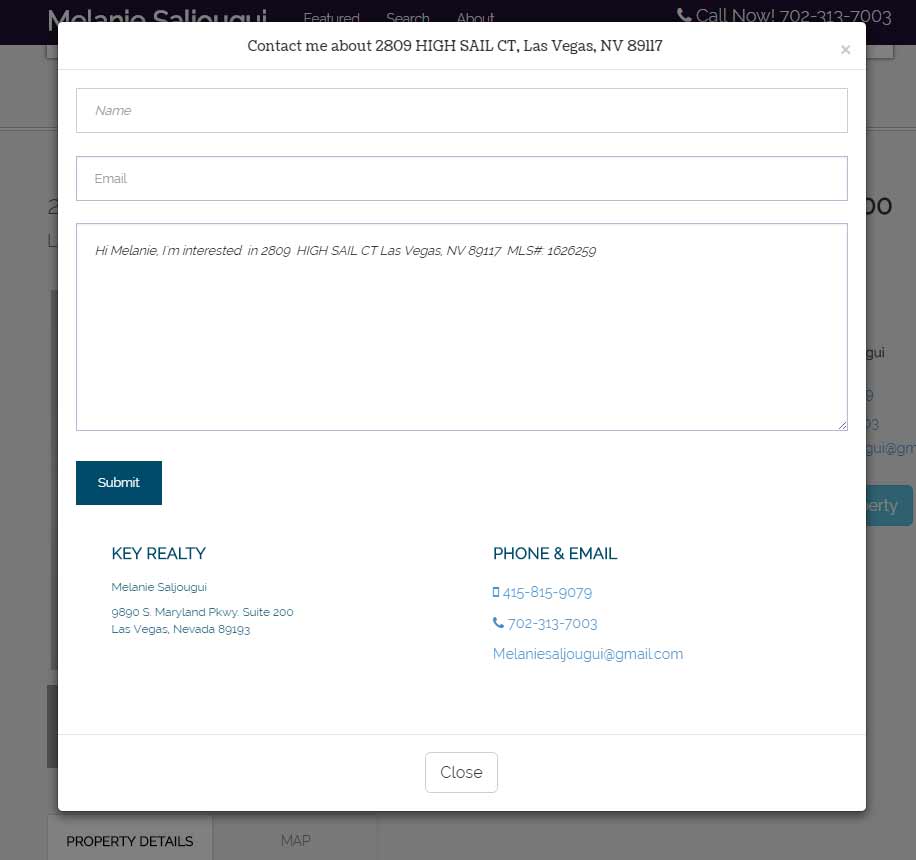 Melanie Saljougui Featured Search About Call Now! 702-313-7003
Contact me about 2809 HIGH SAIL CT, Las Vegas, NV 89117
×
Name
Email
Hi Melanie, I'm interested in 2809 HIGH SAIL CT Las Vegas, NV 89117 MLS#: 1626259
Submit
KEY REALTY
Melanie Saljougui
9890 S. Maryland Pkwy. Suite 200
Las Vegas, Nevada 89193
PHONE & EMAIL
415-815-9079
702-313-7003
Melaniesaljougui@gmail.com
Close
PROPERTY DETAILS MAP